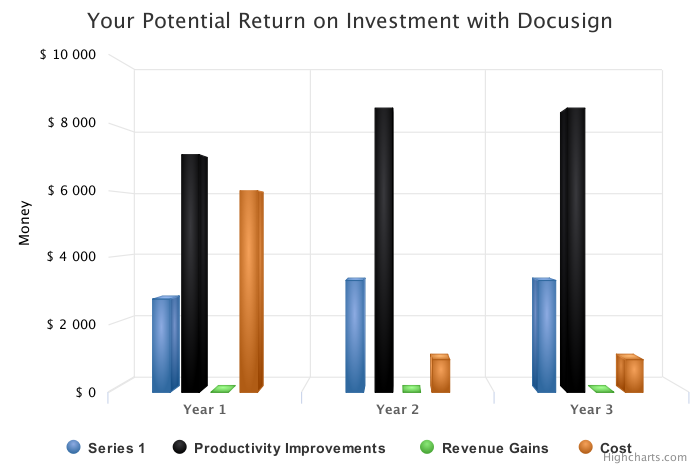 Your Potential Return on Investment with Docusign
$ 10 000
$ 8 000
$ 6 000
$ 4 000
$ 2 000
$ 0
Money
Year 1
Year 2
Year 3
Series 1
Productivity Improvements
Revenue Gains
Cost
Highcharts.com